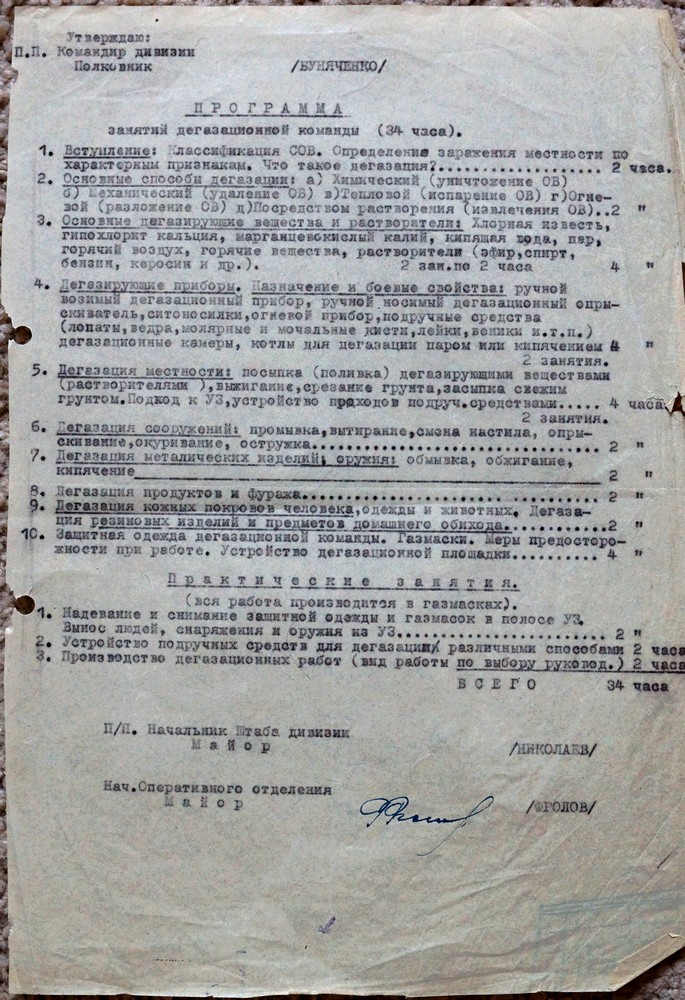 Утверждаю:
П.П. Командир дивизии
Полковник /БУНЯЧЕНКО/
ПРОГРАММА
занятий дегазационной команды (34 часа).
1. Вступление: Классификация СОВ. Определение заражения местности по
характерным признакам. Что такое дегазация?................... 2 часа.
2. Основные способы дегазации: а) Химический (уничтожение ОВ)
б) Механический (удаление ОВ) в)Тепловой (испарение ОВ) г)Огне-
вой (разложение ОВ) д)Посредством растворения (извлечения ОВ)..2 "
3. Основные дегазирующие вещества и растворители: Хлорная известь,
гипохлорит кальция, марганцевокислый калий, кипящая вода, пар,
горячий воздух, горячие вещества, растворители (эфир,спирт,
бензин, керосин и др.). 2 зан.по 2 часа 4 "
4. Дегазирующие приборы. Назначение и боевые свойства: ручной
возимый дегазационный прибор, ручной носимый дегазационный опры-
скиватель,ситоносилки,огневой прибор,подручные средства
(лопаты,ведра,молярные и мочальные кисти,лейки,веники и.т.п.)
дегазационные камеры, котлы для дегазации паром или кипячением 4 "
2 занятия.
5. Дегазация местности: посыпка (поливка) дегазирующими веществами
(растворителями ),выжигание,срезание грунта,засыпка свежим
грунтом.Подход к УЗ,устройство проходов подруч.средствами..... 4 часа
2 занятия.
6. Дегазация сооружений: промывка,вытирание,смена настила, опры-
скивание,окуривание, остружка................................. 2 "
7. Дегазация металических изделий, оружия: обмывка, обжигание,
кипячение 2 "
8. Дегазация продуктов и фуража................................. 2 "
9. Дегазация кожных покровов человека,одежды и животных. Дегаза-
ция резиновых изделий и предметов домашнего обихода...........2 "
10. Защитная одежда дегазационной команды. Газмаски. Меры предосторо-
жности при работе. Устройство дегазационной площадки.......... 4 "
Практические занятия.
(вся работа производится в газмасках).
1. Надевание и снимание защитной одежды и газмасок в полосе УЗ.
Вынос людей, снаряжения и оружия из УЗ........................ 2 "
2. Устройство подручных средств для дегазации/ различными способами 2 часа
3. Производство дегазационных работ (вид работы по выбору руковод.) 2 часа
ВСЕГО 34 часа
П/П. Начальник Штаба дивизии
Майор /НИКОЛАЕВ/
Нач.Оперативного отделения
Майор /ФРОЛОВ/